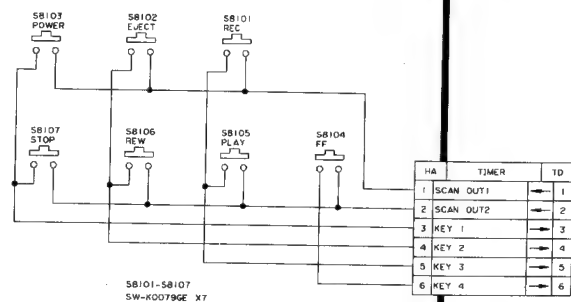 S8103
POWER
S8102
EJECT
S8101
REC
S8107
STOP
S8106
REW
S8105
PLAY
S8104
FF
HA TIMER TD
1 SCAN OUT1 1
2 SCAN OUT2 2
3 KEY 1 3
4 KEY 2 4
5 KEY 3 5
6 KEY 4 6
S8101-S8107
SW-K0079GE X7